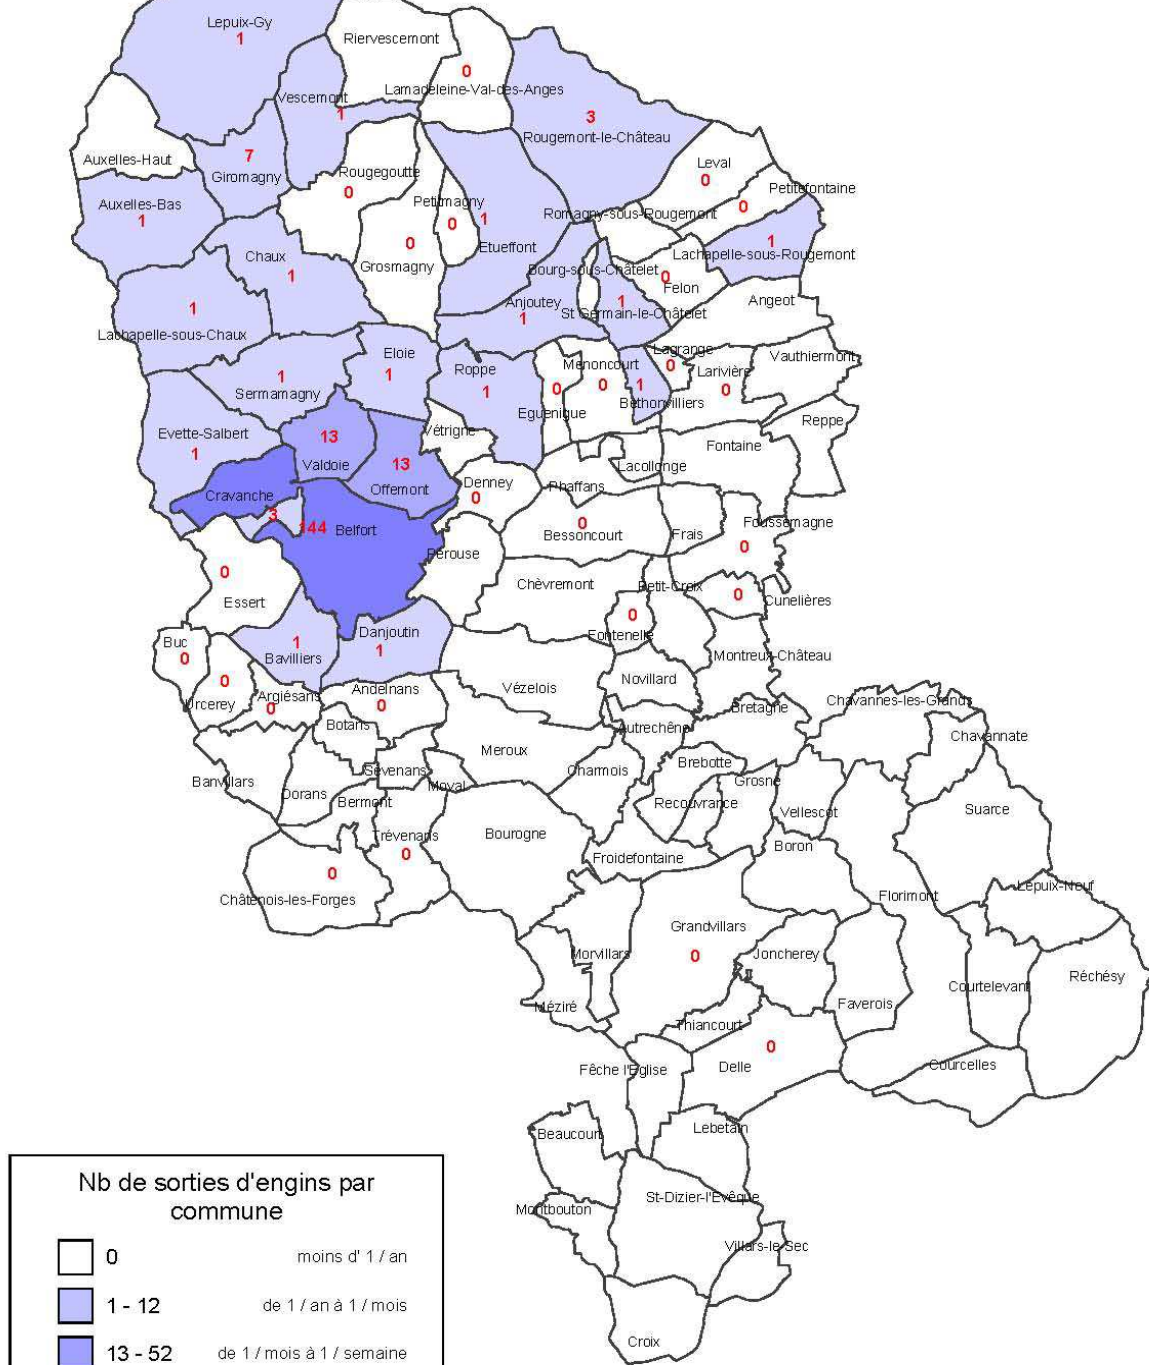 Lepuix-Gy
1
Riervescemont
0
Lamadeleine-Val-des-Anges
Vescemont
1
3
Rougemont-le-Château
Auxelles-Haut
7
Giromagny
Rougegoutte
0
Leval
0
Petitefontaine
0
Auxelles-Bas
1
Petitmagny
0
1
Etueffont
Romagny-sous-Rougemont
0
Grosmagny
1
Lachapelle-sous-Rougemont
Chaux
1
Bourg-sous-Châtelet
0
Felon
Angeot
1
Lachapelle-sous-Chaux
Anjoutey
1
1
St Germain-le-Châtelet
Eloie
1
Roppe
1
Menoncourt
0
Lagrange
0
Larivière
0
Vauthiermont
1
Sermamagny
0
Eguenigue
1
Bethonvilliers
Reppe
Evette-Salbert
1
13
Valdoie
Vétrigne
Fontaine
13
Offemont
Lacollonge
Denney
0
Phaffans
Cravanche
3
144
Belfort
0
Bessoncourt
Frais
Foussemagne
0
Pérouse
0
Essert
Chèvremont
Petit-Croix
0
Cunelières
0
Fontenelle
Buc
0
1
Bavilliers
Danjoutin
1
Montreux-Château
0
Urcerey
Argiésans
0
Andelnans
0
Vézelois
Novillard
Botans
Autrechêne
Bretagne
Chavannes-les-Grands
Chavannate
Banvillars
Sévenans
Meroux
Charmois
Brebotte
Dorans
Bermont
Moval
Recouvrance
Grosne
Vellescot
Suarce
Trévenans
0
Bourogne
Froidefontaine
Boron
0
Châtenois-les-Forges
Florimont
Lepuix-Neuf
Grandvillars
0
Morvillars
Joncherey
Réchésy
Méziré
Courtelevant
Faverois
Thiancourt
0
Delle
Fêche l'Eglise
Courcelles
Beaucourt
Lebetain
St-Dizier-l'Evêque
Montbouton
Villars-le-Sec
Croix
Nb de sorties d'engins par
commune
0 moins d' 1 / an
1 - 12 de 1 / an à 1 / mois
13 - 52 de 1 / mois à 1 / semaine